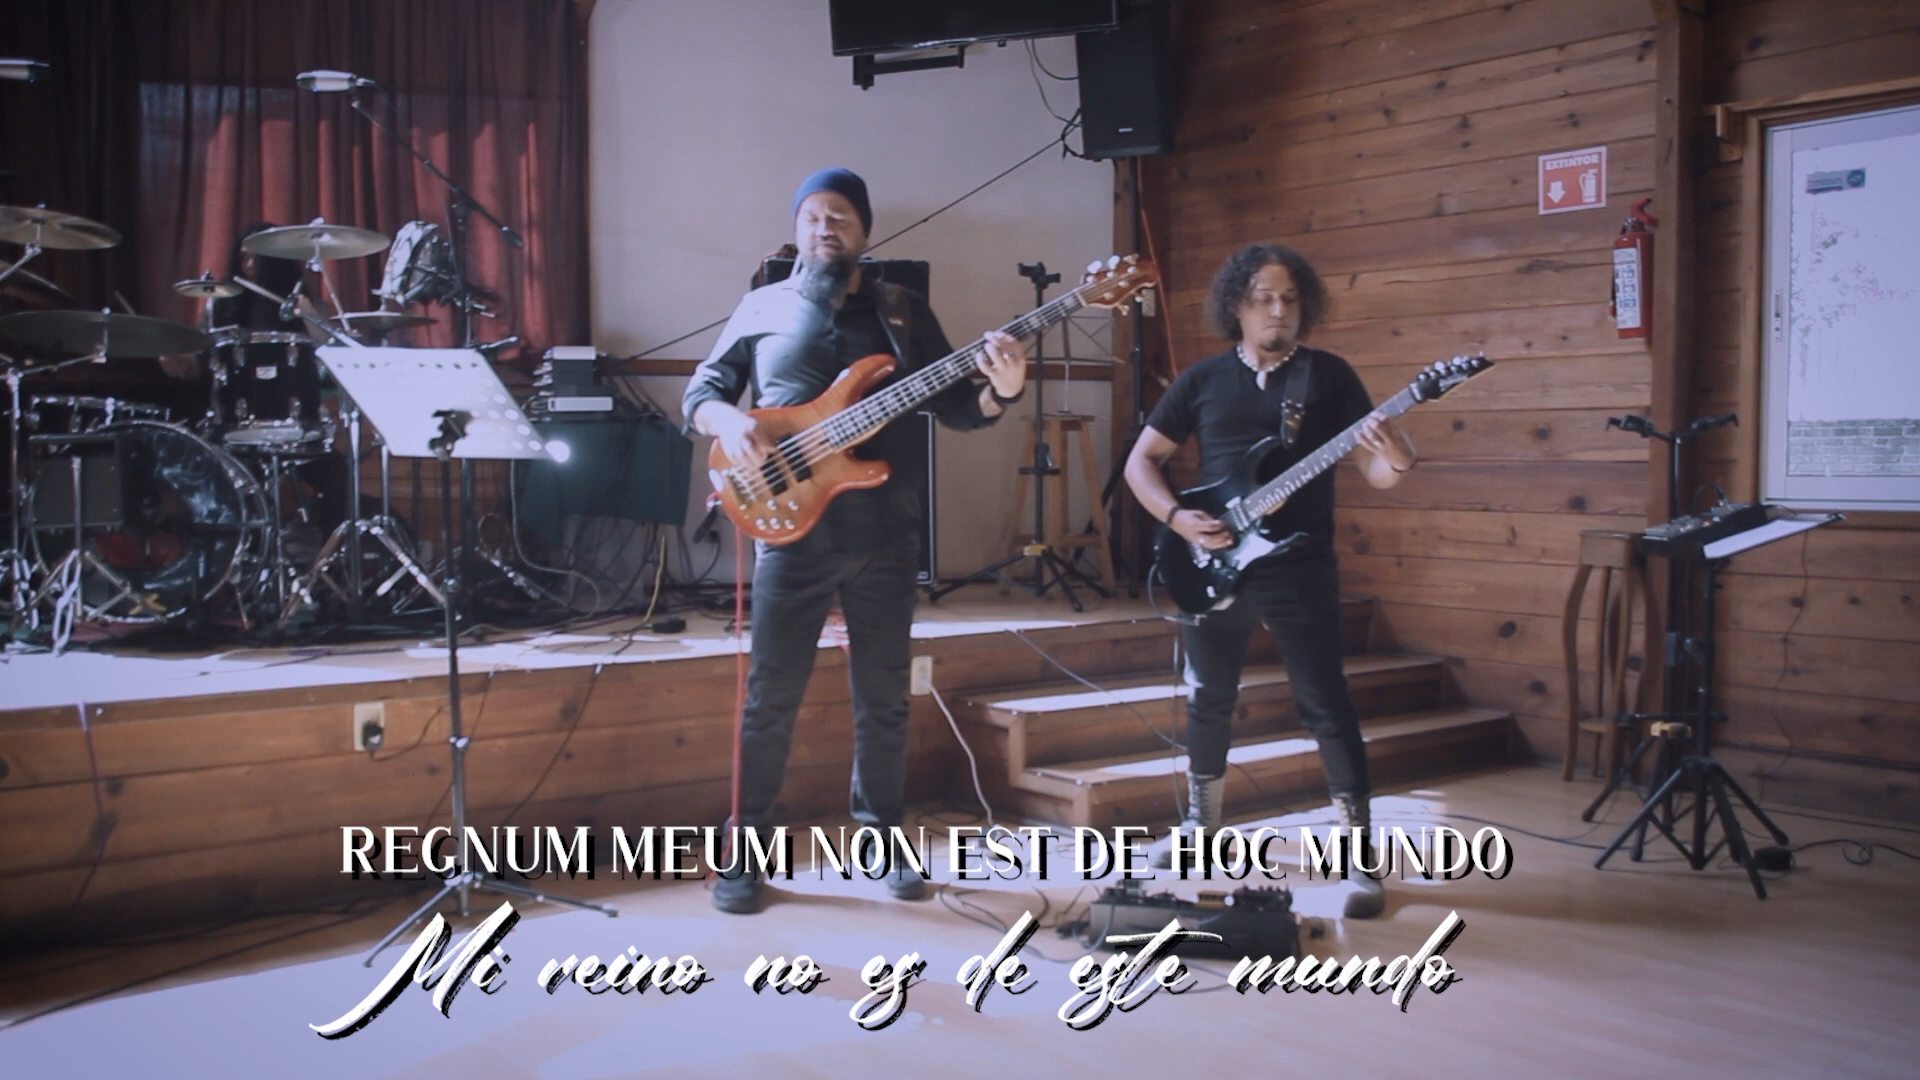 EXTINTOR
REGNUM MEUM NON EST DE HOC MUNDO
Mi reino no es de este mundo